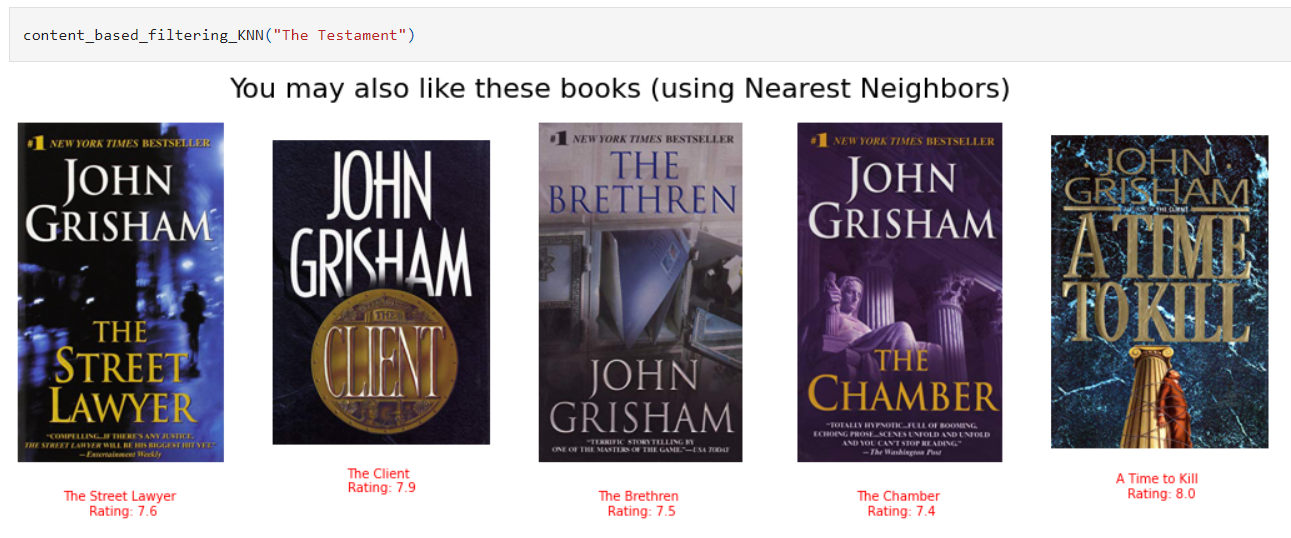 content_based_filtering_KNN("The Testament")
You may also like these books (using Nearest Neighbors)
#1 NEW YORK TIMES BESTSELLER
JOHN
GRISHAM
THE
STREET
LAWYER
"COMPELLING...IF THERE'S ANY JUSTICE,
THE STREET LAWYER WILL BE HIS BIGGEST HIT YET."
—Entertainment Weekly
The Street Lawyer
Rating: 7.6
JOHN
GRISHAM
THE
CLIENT
The Client
Rating: 7.9
#1 NEW YORK TIMES BESTSELLER
THE
BRETHREN
JOHN
GRISHAM
"TERRIFIC STORYTELLING BY
ONE OF THE MASTERS OF THE GAME."—USA TODAY
The Brethren
Rating: 7.5
#1 NEW YORK TIMES BESTSELLER
JOHN
GRISHAM
THE
CHAMBER
"TOTALLY HYPNOTIC...FULL OF BOOMING,
ECHOING PROSE...SCENES UNFOLD AND UNFOLD
AND YOU CAN'T STOP READING."
—The Washington Post
The Chamber
Rating: 7.4
JOHN
GRISHAM
THE CLIENT
A TIME
TO KILL
A Time to Kill
Rating: 8.0